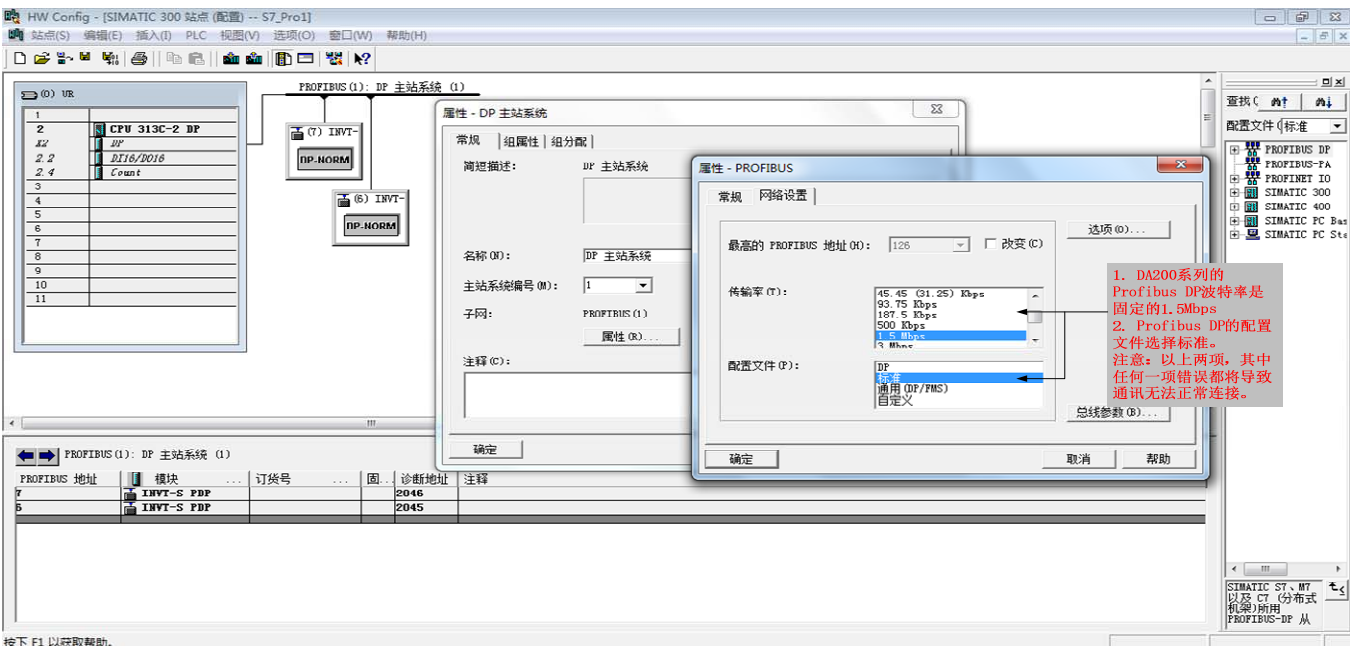 HW Config - [SIMATIC 300 站点 (配置) -- S7_Pro1]
站点(S) 编辑(E) 插入(I) PLC 视图(V) 选项(O) 窗口(W) 帮助(H)
(0) UR
1
2 CPU 313C-2 DP
X2 DP
2.2 DI16/DO16
2.4 Count
3
4
5
6
7
8
9
10
11
PROFIBUS(1): DP 主站系统 (1)
(7) INVT-
DP-NORM
(6) INVT-
DP-NORM
属性 - DP 主站系统
常规 组属性 组分配
简短描述: DP 主站系统
名称(N): DP 主站系统
主站系统编号(M): 1
子网: PROFIBUS(1)
属性(R)...
注释(C):
确定
属性 - PROFIBUS
常规 网络设置
最高的 PROFIBUS 地址(H): 126 改变(C)
选项(O)...
传输率(T):
45.45 (31.25) Kbps
93.75 Kbps
187.5 Kbps
500 Kbps
1.5 Mbps
3 Mbps
配置文件(P):
DP
标准
通用(DP/FMS)
自定义
总线参数(B)...
确定 取消 帮助
1. DA200系列的
Profibus DP波特率是
固定的1.5Mbps
2. Profibus DP的配置
文件选择标准。
注意：以上两项，其中
任何一项错误都将导致
通讯无法正常连接。
查找(
配置文件( 标准
PROFIBUS DP
PROFIBUS-PA
PROFINET IO
SIMATIC 300
SIMATIC 400
SIMATIC PC Bas
SIMATIC PC Sta
SIMATIC S7、M7
以及 C7 (分布式
机架)所用
PROFIBUS-DP 从
PROFIBUS(1): DP 主站系统 (1)
PROFIBUS 地址 模块 ... 订货号 ... 固... 诊断地址 注释
7 INVT-S PDP 2046
6 INVT-S PDP 2045
按下 F1 以获取帮助。